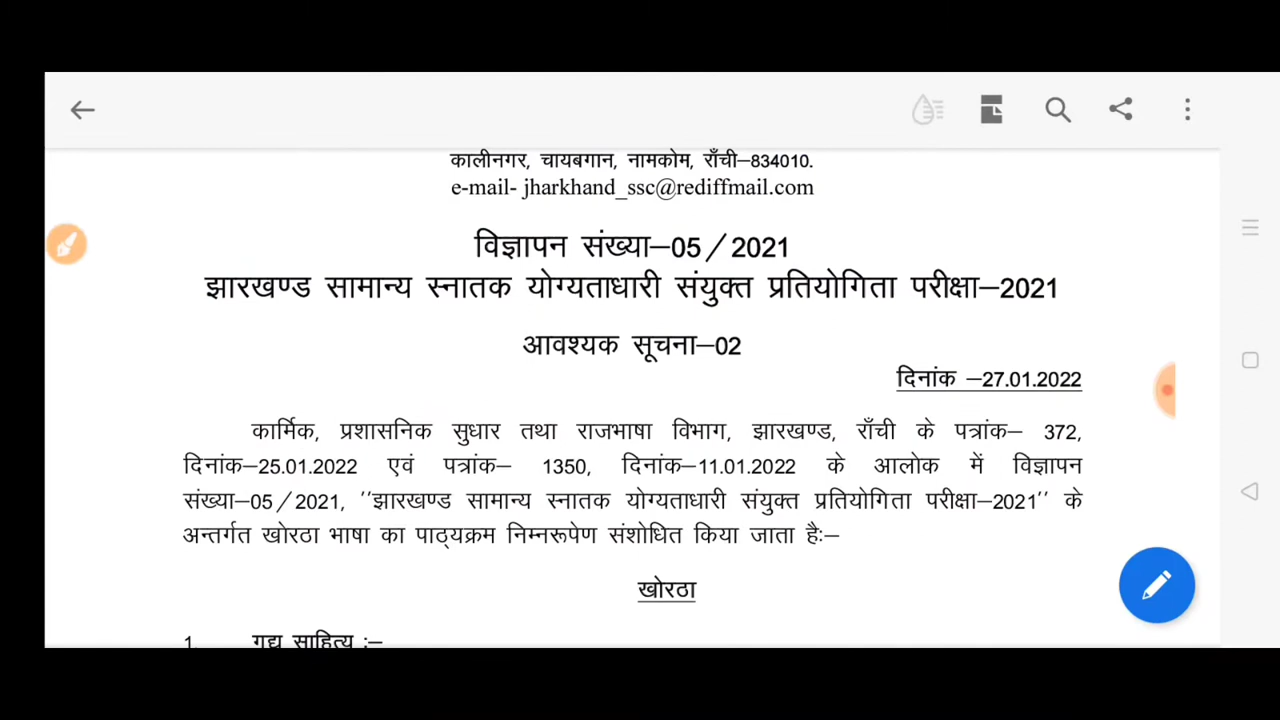 कालीनगर, चायबगान, नामकोम, राँची–834010.
e-mail- jharkhand_ssc@rediffmail.com
विज्ञापन संख्या–05/2021
झारखण्ड सामान्य स्नातक योग्यताधारी संयुक्त प्रतियोगिता परीक्षा–2021
आवश्यक सूचना–02
दिनांक –27.01.2022
कार्मिक, प्रशासनिक सुधार तथा राजभाषा विभाग, झारखण्ड, राँची के पत्रांक– 372,
दिनांक–25.01.2022 एवं पत्रांक– 1350, दिनांक–11.01.2022 के आलोक में विज्ञापन
संख्या–05/2021, ''झारखण्ड सामान्य स्नातक योग्यताधारी संयुक्त प्रतियोगिता परीक्षा–2021'' के
अन्तर्गत खोरठा भाषा का पाठ्यक्रम निम्नरूपेण संशोधित किया जाता हैः–
खोरठा
1. गद्य साहित्य :–